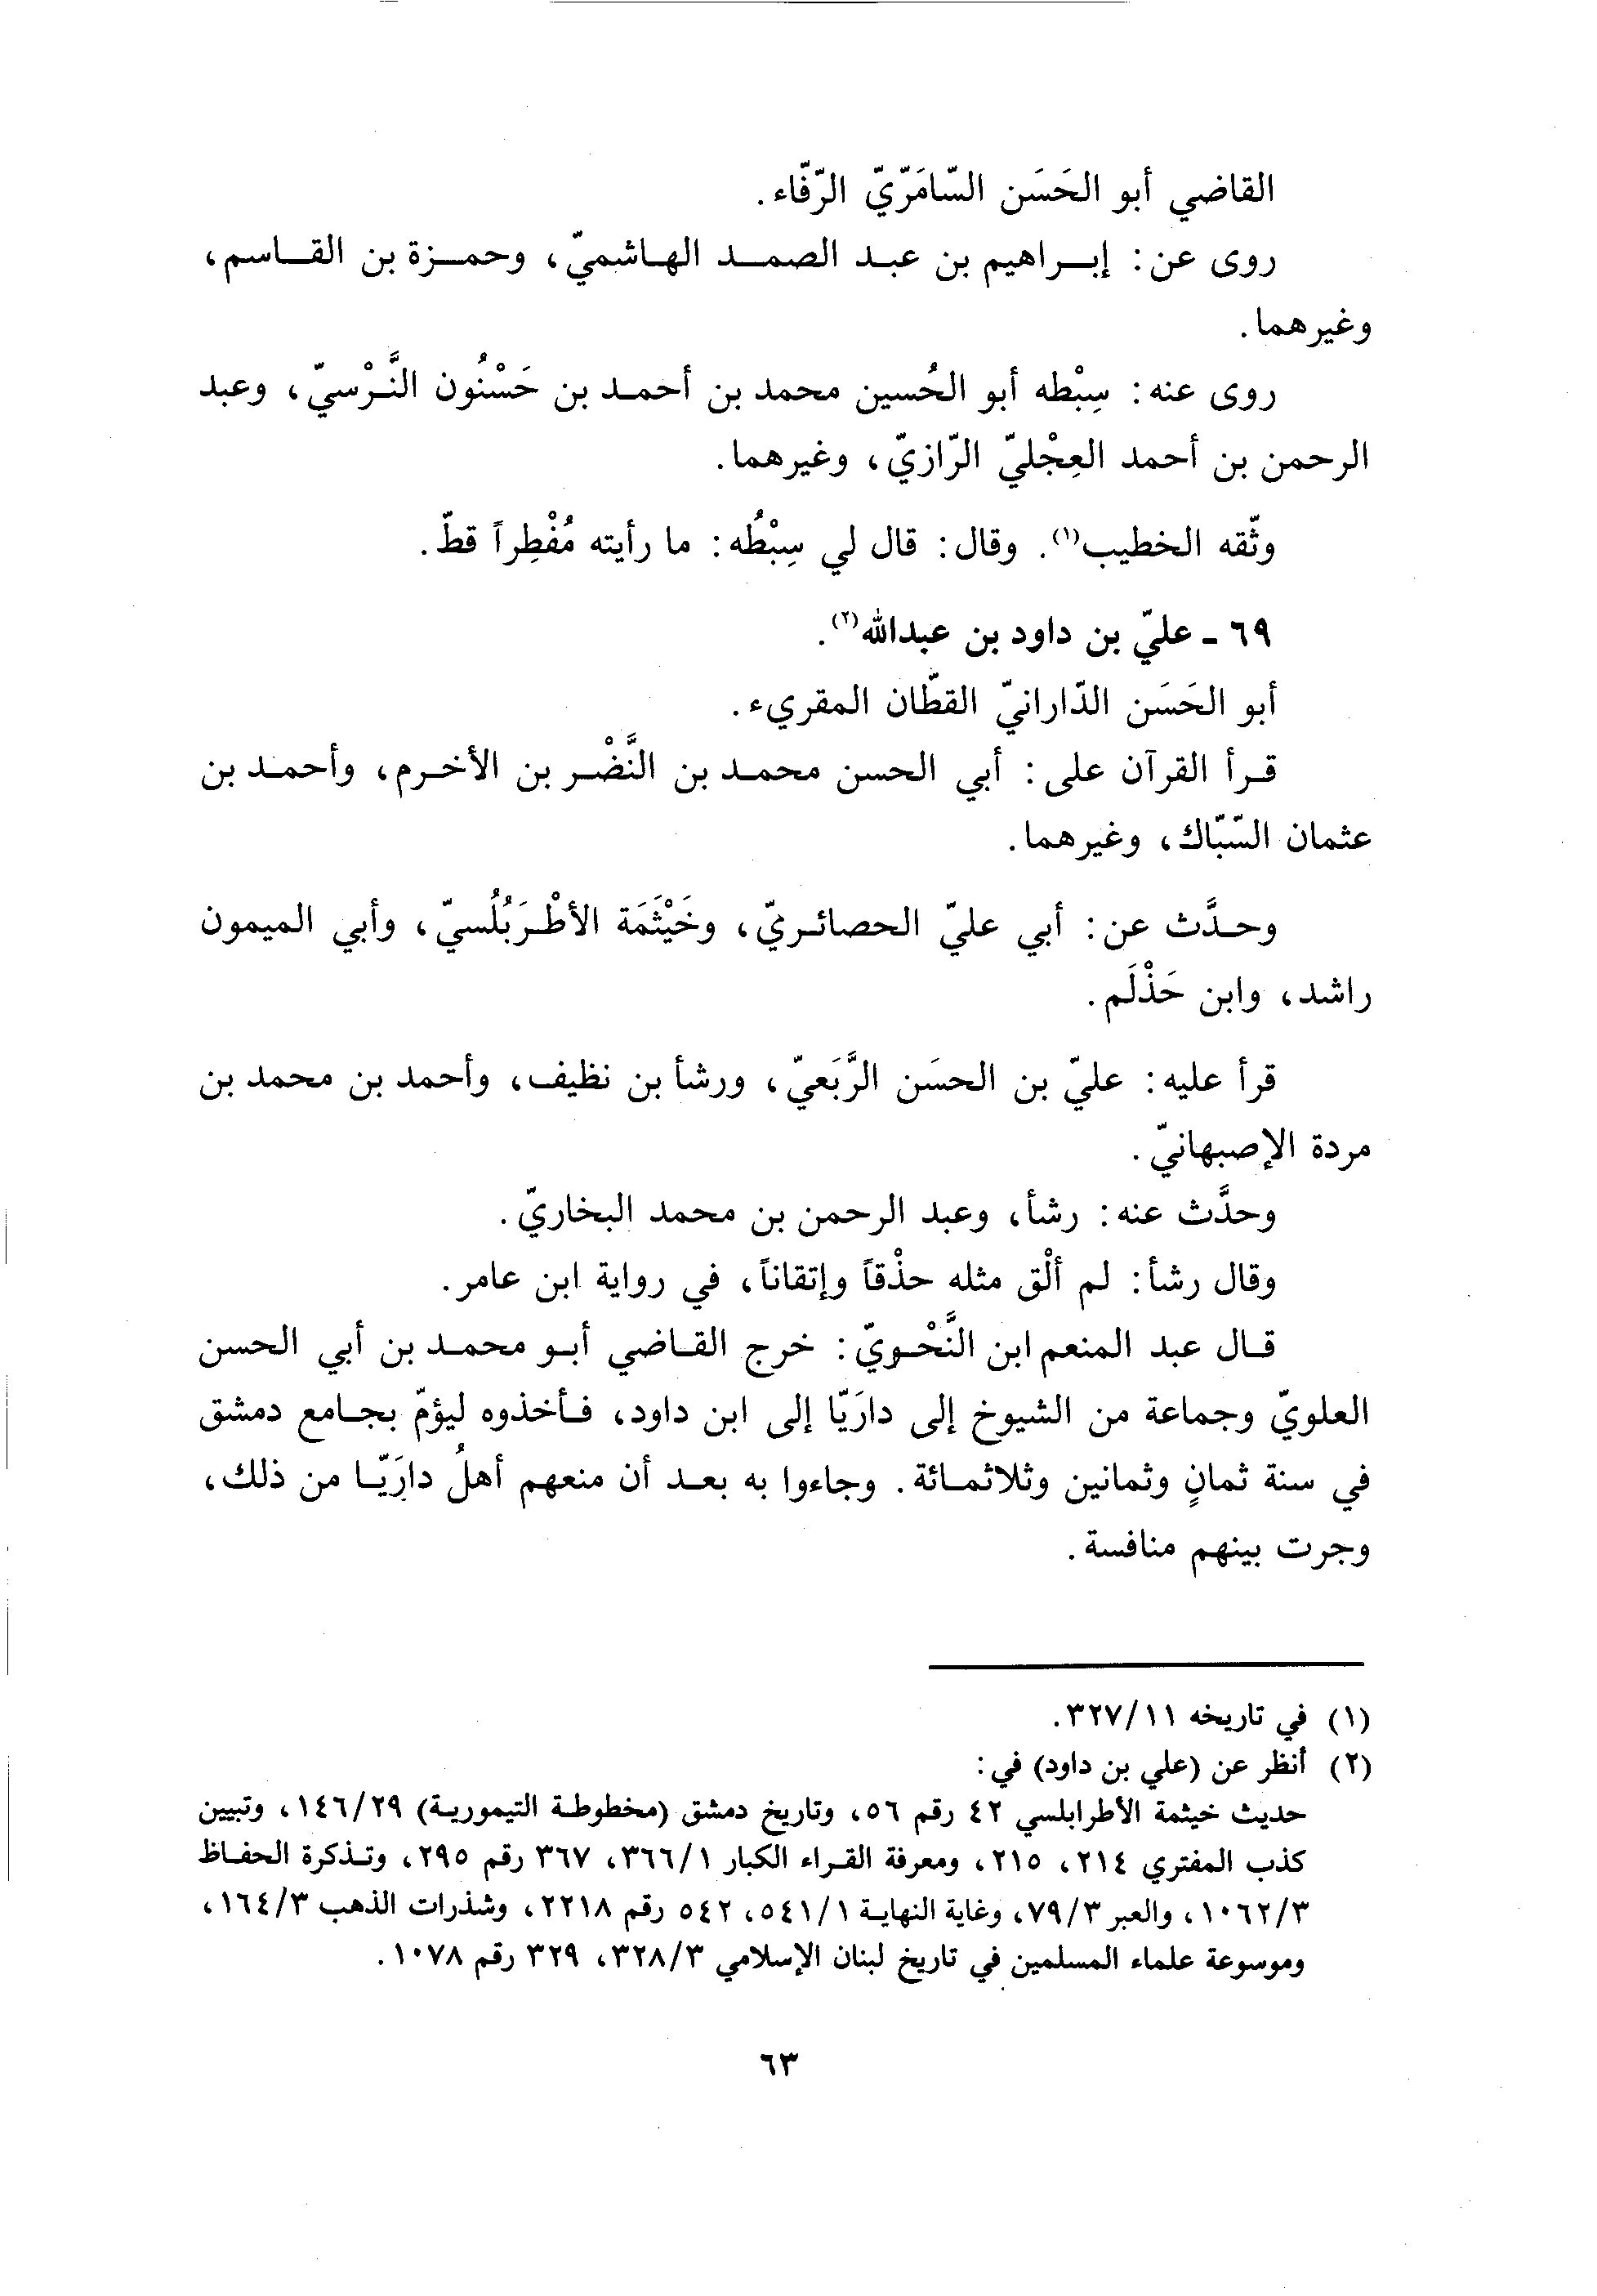 القاضي أبو الحَسَن السّامَرّيّ الرّفّاء.
روى عن: إبراهيم بن عبد الصمد الهاشميّ، وحمزة بن القاسم،
وغيرهما.
روى عنه: سِبْطه أبو الحُسين محمد بن أحمد بن حَسْنُون النَّرْسيّ، وعبد
الرحمن بن أحمد العِجْليّ الرّازيّ، وغيرهما.
وثّقه الخطيب(١). وقال: قال لي سِبْطُه: ما رأيته مُفْطِراً قطّ.
٦٩ - عليّ بن داود بن عبدالله(٢).
أبو الحَسَن الدّارانيّ القطّان المقريء.
قرأ القرآن على: أبي الحسن محمد بن النَّضْر بن الأخرم، وأحمد بن
عثمان السّبّاك، وغيرهما.
وحدَّث عن: أبي عليّ الحصائريّ، وخَيْثَمَة الأطْرَبُلُسيّ، وأبي الميمون
راشد، وابن حَذْلَم.
قرأ عليه: عليّ بن الحسَن الرَّبَعيّ، ورشأ بن نظيف، وأحمد بن محمد بن
مردة الإصبهانيّ.
وحدَّث عنه: رشأ، وعبد الرحمن بن محمد البخاريّ.
وقال رشأ: لم ألْق مثله حذْقاً وإتقاناً، في رواية ابن عامر.
قال عبد المنعم ابن النَّحْويّ: خرج القاضي أبو محمد بن أبي الحسن
العلويّ وجماعة من الشيوخ إلى دارَيّا إلى ابن داود، فأخذوه ليؤمّ بجامع دمشق
في سنة ثمانٍ وثمانين وثلاثمائة. وجاءوا به بعد أن منعهم أهلُ دارَيّا من ذلك،
وجرت بينهم منافسة.
(١) في تاريخه ٣٢٧/١١.
(٢) أنظر عن (علي بن داود) في:
حديث خيثمة الأطرابلسي ٤٢ رقم ٥٦، وتاريخ دمشق (مخطوطة التيمورية) ١٤٦/٢٩، وتبيين
كذب المفتري ٢١٤، ٢١٥، ومعرفة القراء الكبار ٣٦٦/١، ٣٦٧ رقم ٢٩٥، وتذكرة الحفاظ
١٠٦٢/٣، والعبر ٧٩/٣، وغاية النهاية ٥٤١/١، ٥٤٢ رقم ٢٢١٨، وشذرات الذهب ١٦٤/٣،
وموسوعة علماء المسلمين في تاريخ لبنان الإسلامي ٣٢٨/٣، ٣٢٩ رقم ١٠٧٨.
٦٣